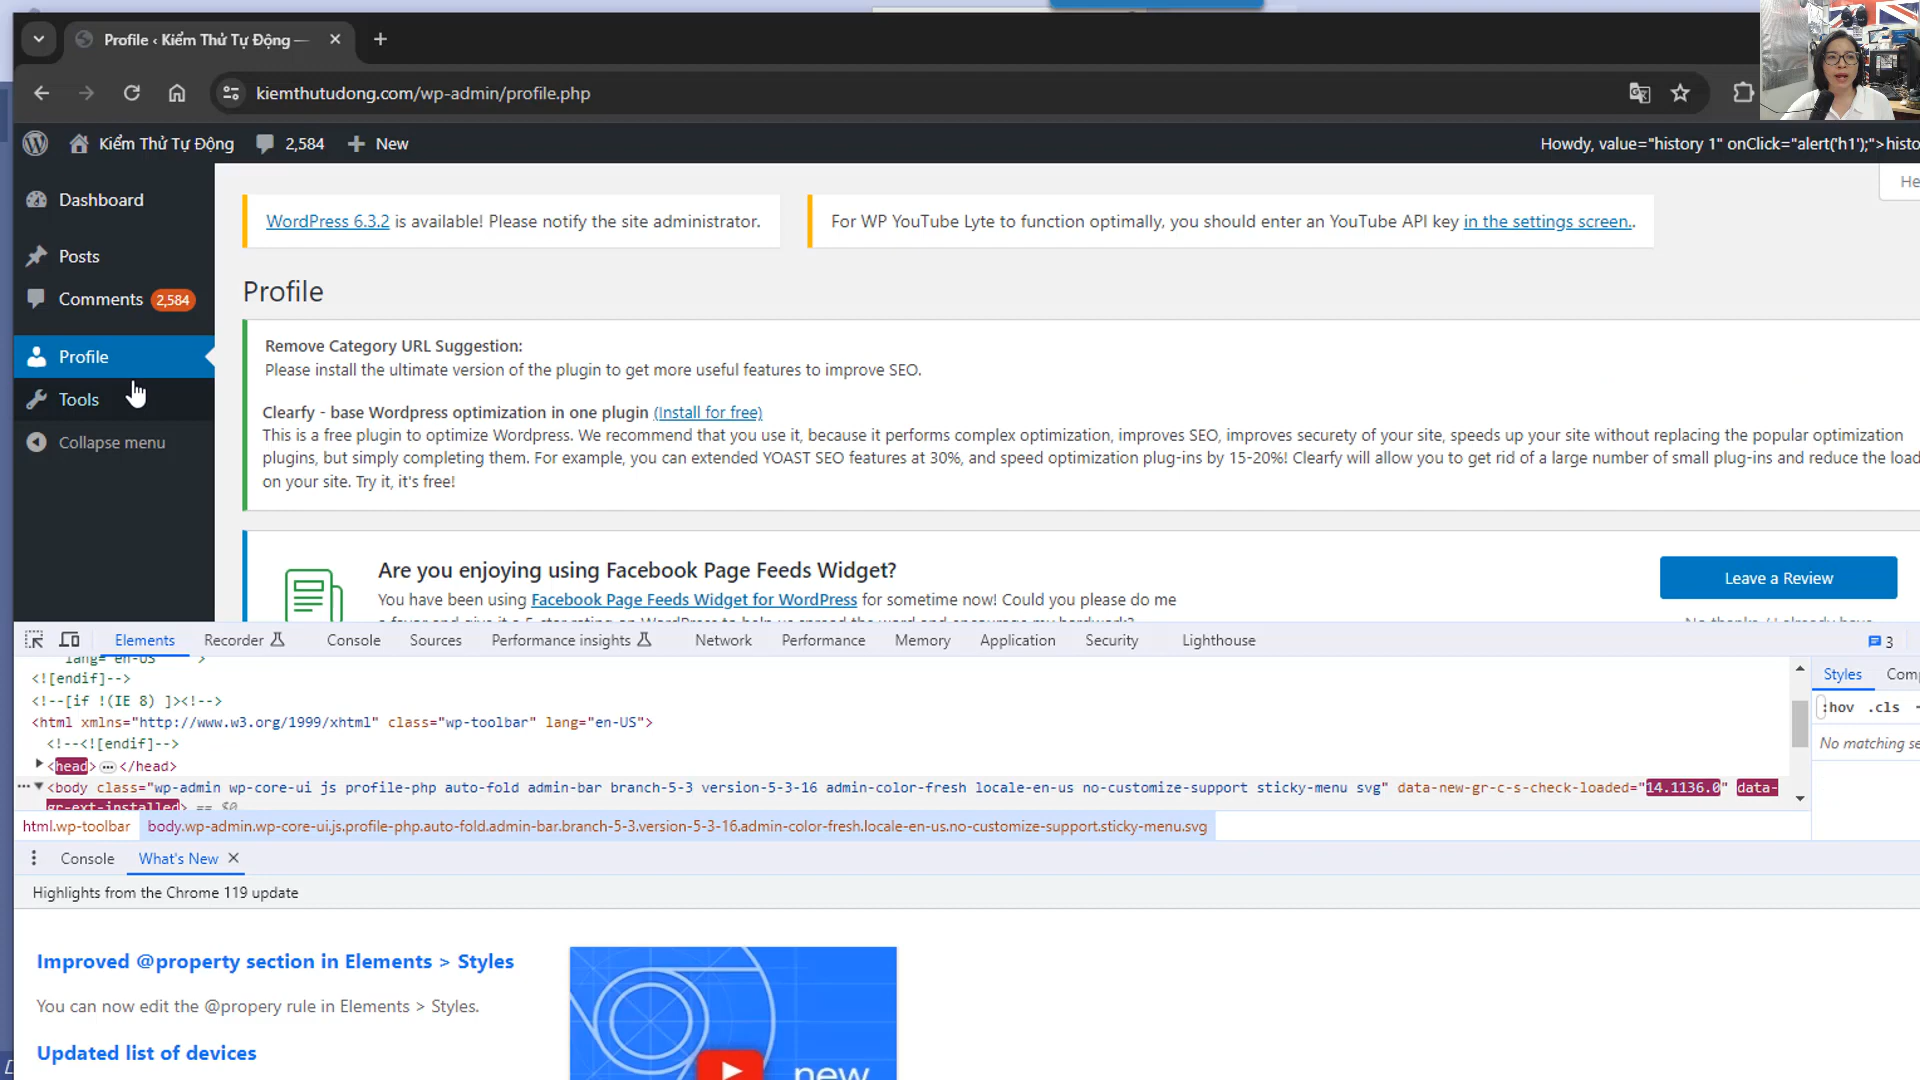 Profile ‹ Kiểm Thử Tự Động —
kiemthutudong.com/wp-admin/profile.php
Kiểm Thử Tự Động 2,584 New
Howdy, value="history 1" onClick="alert('h1');">histo
He
Dashboard
Posts
Comments 2,584
Profile
Tools
Collapse menu
WordPress 6.3.2 is available! Please notify the site administrator.
For WP YouTube Lyte to function optimally, you should enter an YouTube API key in the settings screen..
Profile
Remove Category URL Suggestion:
Please install the ultimate version of the plugin to get more useful features to improve SEO.
Clearfy - base Wordpress optimization in one plugin (Install for free)
This is a free plugin to optimize Wordpress. We recommend that you use it, because it performs complex optimization, improves SEO, improves securety of your site, speeds up your site without replacing the popular optimization
plugins, but simply completing them. For example, you can extended YOAST SEO features at 30%, and speed optimization plug-ins by 15-20%! Clearfy will allow you to get rid of a large number of small plug-ins and reduce the load
on your site. Try it, it's free!
Are you enjoying using Facebook Page Feeds Widget?
You have been using Facebook Page Feeds Widget for WordPress for sometime now! Could you please do me
Leave a Review
Elements Recorder Console Sources Performance insights Network Performance Memory Application Security Lighthouse 3
lang="en-US" >
<![endif]-->
<!--[if !(IE 8) ]><!-->
<html xmlns="http://www.w3.org/1999/xhtml" class="wp-toolbar" lang="en-US">
<!--<![endif]-->
<head> ••• </head>
••• <body class="wp-admin wp-core-ui js profile-php auto-fold admin-bar branch-5-3 version-5-3-16 admin-color-fresh locale-en-us no-customize-support sticky-menu svg" data-new-gr-c-s-check-loaded="14.1136.0" data-
gr-ext-installed> == $0
html.wp-toolbar body.wp-admin.wp-core-ui.js.profile-php.auto-fold.admin-bar.branch-5-3.version-5-3-16.admin-color-fresh.locale-en-us.no-customize-support.sticky-menu.svg
Styles Comp
:hov .cls
No matching se
Console What's New
Highlights from the Chrome 119 update
Improved @property section in Elements > Styles
You can now edit the @propery rule in Elements > Styles.
Updated list of devices
new